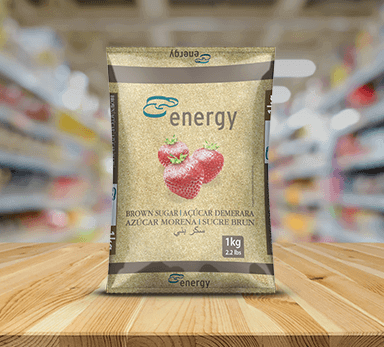 energy
energy
BROWN SUGAR | AÇÚCAR DEMERARA
AZÚCAR MORENA | SUCRE BRUN
سكر بني
1kg
2.2 lbs
energy